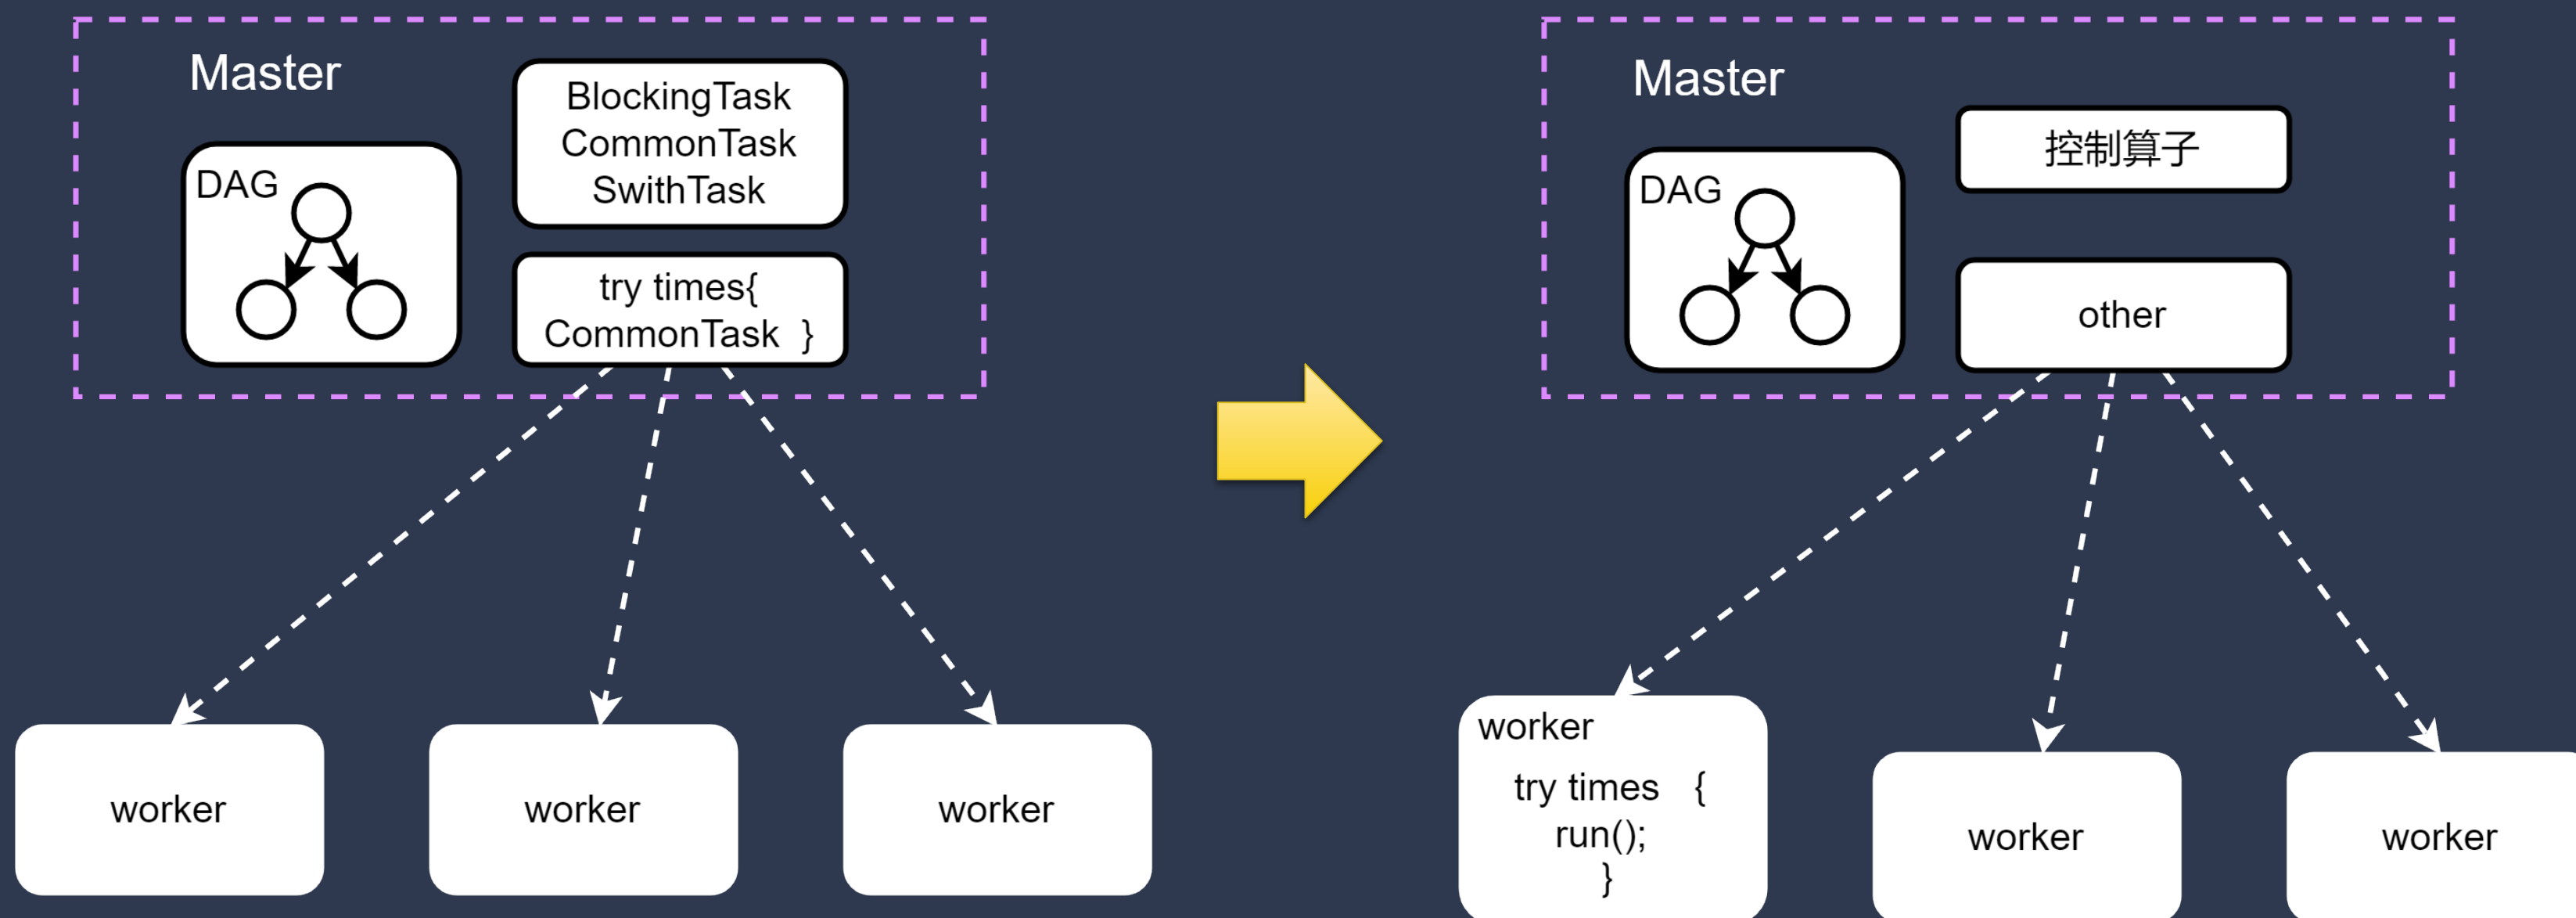 Master
DAG
BlockingTask
CommonTask
SwithTask
try times{
CommonTask }
worker
worker
worker
Master
DAG
控制算子
other
worker
try times {
run();
}
worker
worker